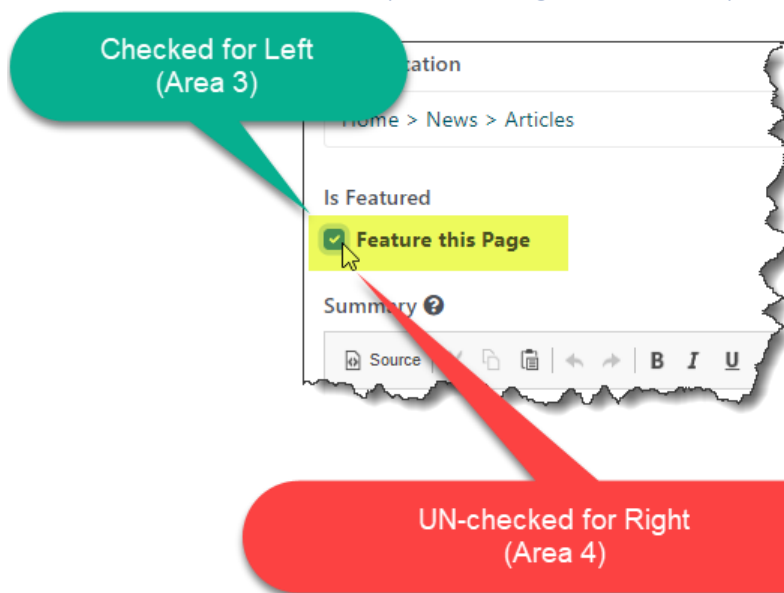 Checked for Left
(Area 3)
Home > News > Articles
Is Featured
Feature this Page
Summary
Source
B I U
UN-checked for Right
(Area 4)